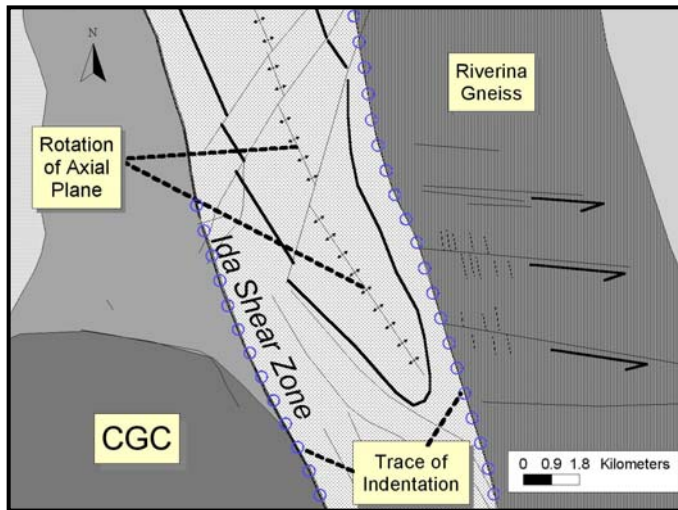 N
Riverina
Gneiss
Rotation
of Axial
Plane
Ida Shear Zone
CGC
Trace of
Indentation
0 0.9 1.8 Kilometers